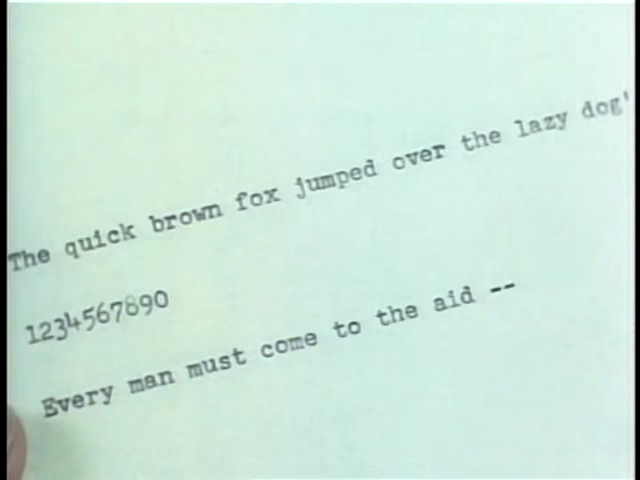 The quick brown fox jumped over the lazy dog'
1234567890
Every man must come to the aid --